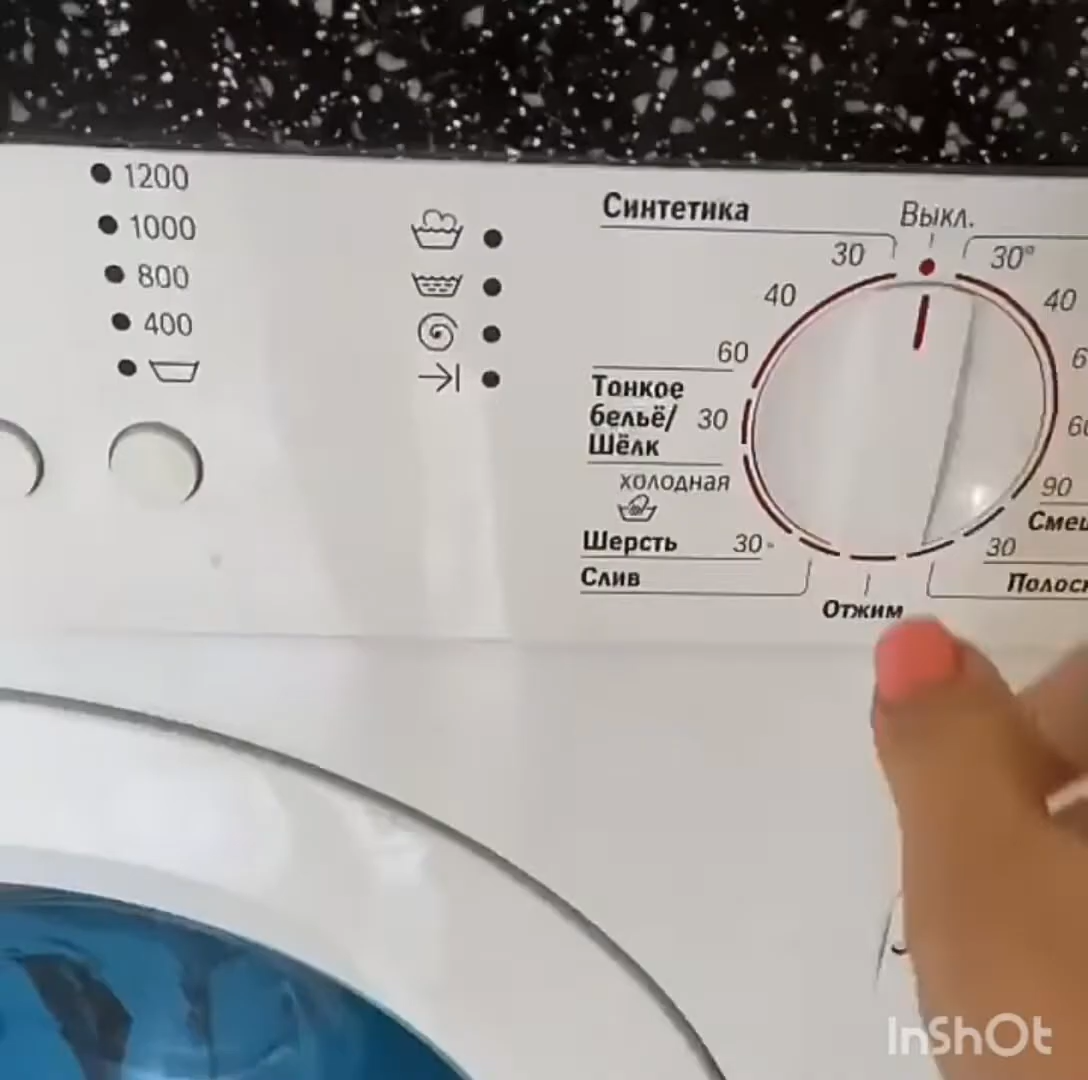 1200
1000
800
400
Синтетика
Выкл.
30
30°
40
40
60
Тонкое
бельё/ 30
Шёлк
холодная
90
Шерсть 30
30
Слив
Отжим
InShOt